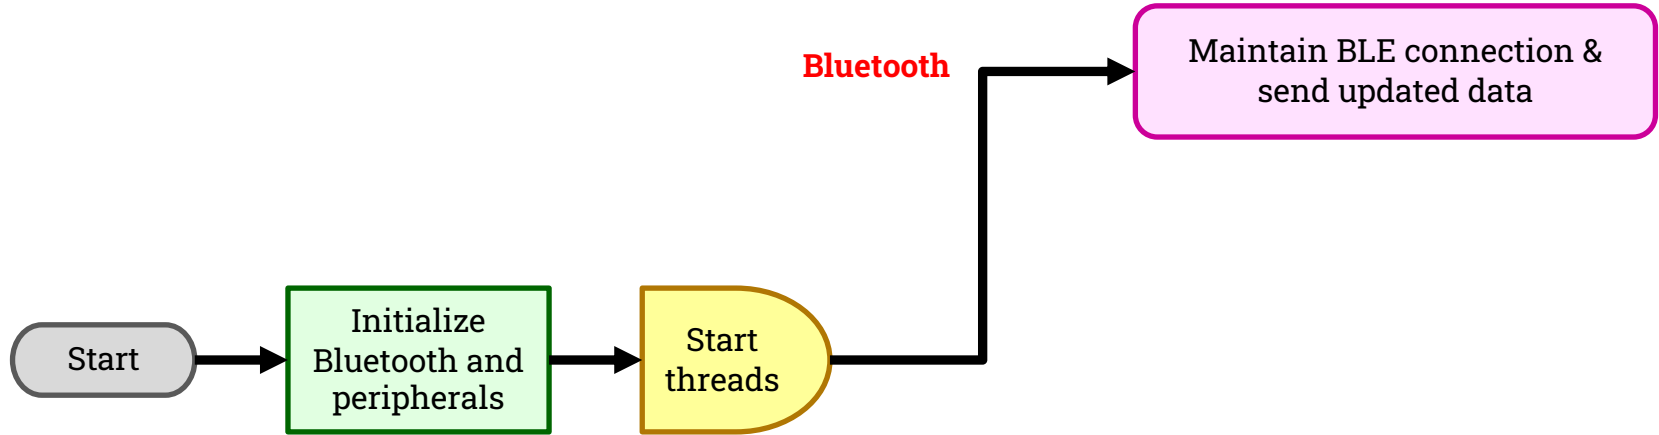 Bluetooth
Maintain BLE connection &
send updated data
Start
Initialize
Bluetooth and
peripherals
Start
threads